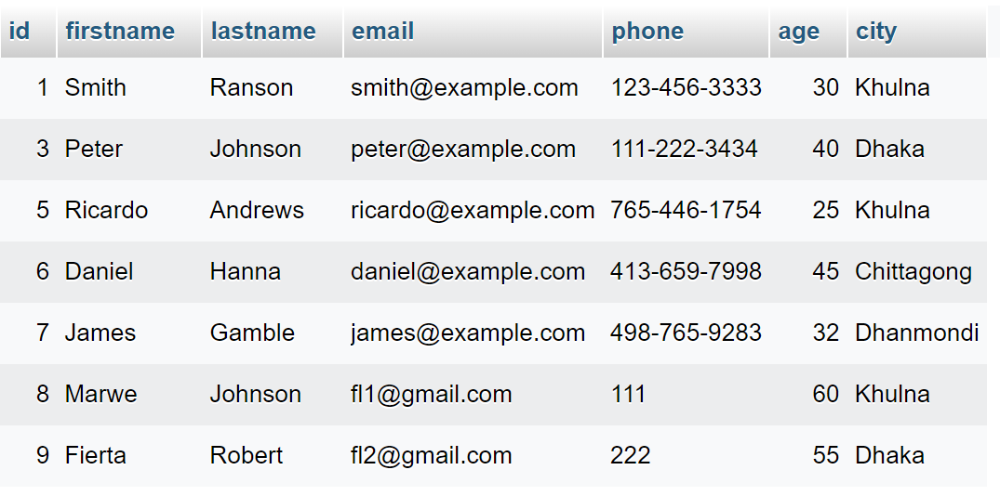 id firstname lastname email phone age city
1 Smith Ranson smith@example.com 123-456-3333 30 Khulna
3 Peter Johnson peter@example.com 111-222-3434 40 Dhaka
5 Ricardo Andrews ricardo@example.com 765-446-1754 25 Khulna
6 Daniel Hanna daniel@example.com 413-659-7998 45 Chittagong
7 James Gamble james@example.com 498-765-9283 32 Dhanmondi
8 Marwe Johnson fl1@gmail.com 111 60 Khulna
9 Fierta Robert fl2@gmail.com 222 55 Dhaka